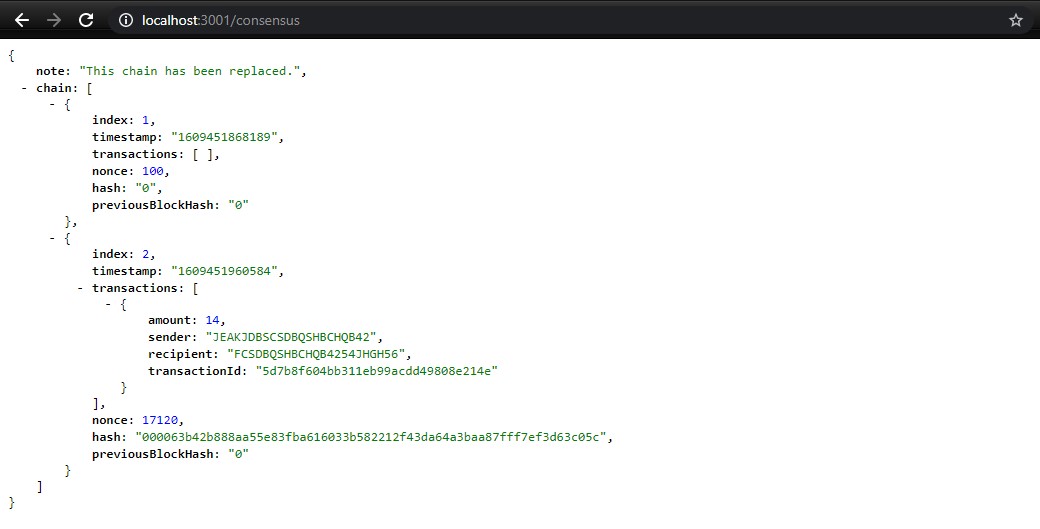 localhost:3001/consensus
{
note: "This chain has been replaced.",
- chain: [
- {
index: 1,
timestamp: "1609451868189",
transactions: [ ],
nonce: 100,
hash: "0",
previousBlockHash: "0"
},
- {
index: 2,
timestamp: "1609451960584",
- transactions: [
- {
amount: 14,
sender: "JEAKJDBSCSDBQSHBCHQB42",
recipient: "FCSDBQSHBCHQB4254JHGH56",
transactionId: "5d7b8f604bb311eb99acdd49808e214e"
}
],
nonce: 17120,
hash: "000063b42b888aa55e83fba616033b582212f43da64a3baa87fff7ef3d63c05c",
previousBlockHash: "0"
}
]
}